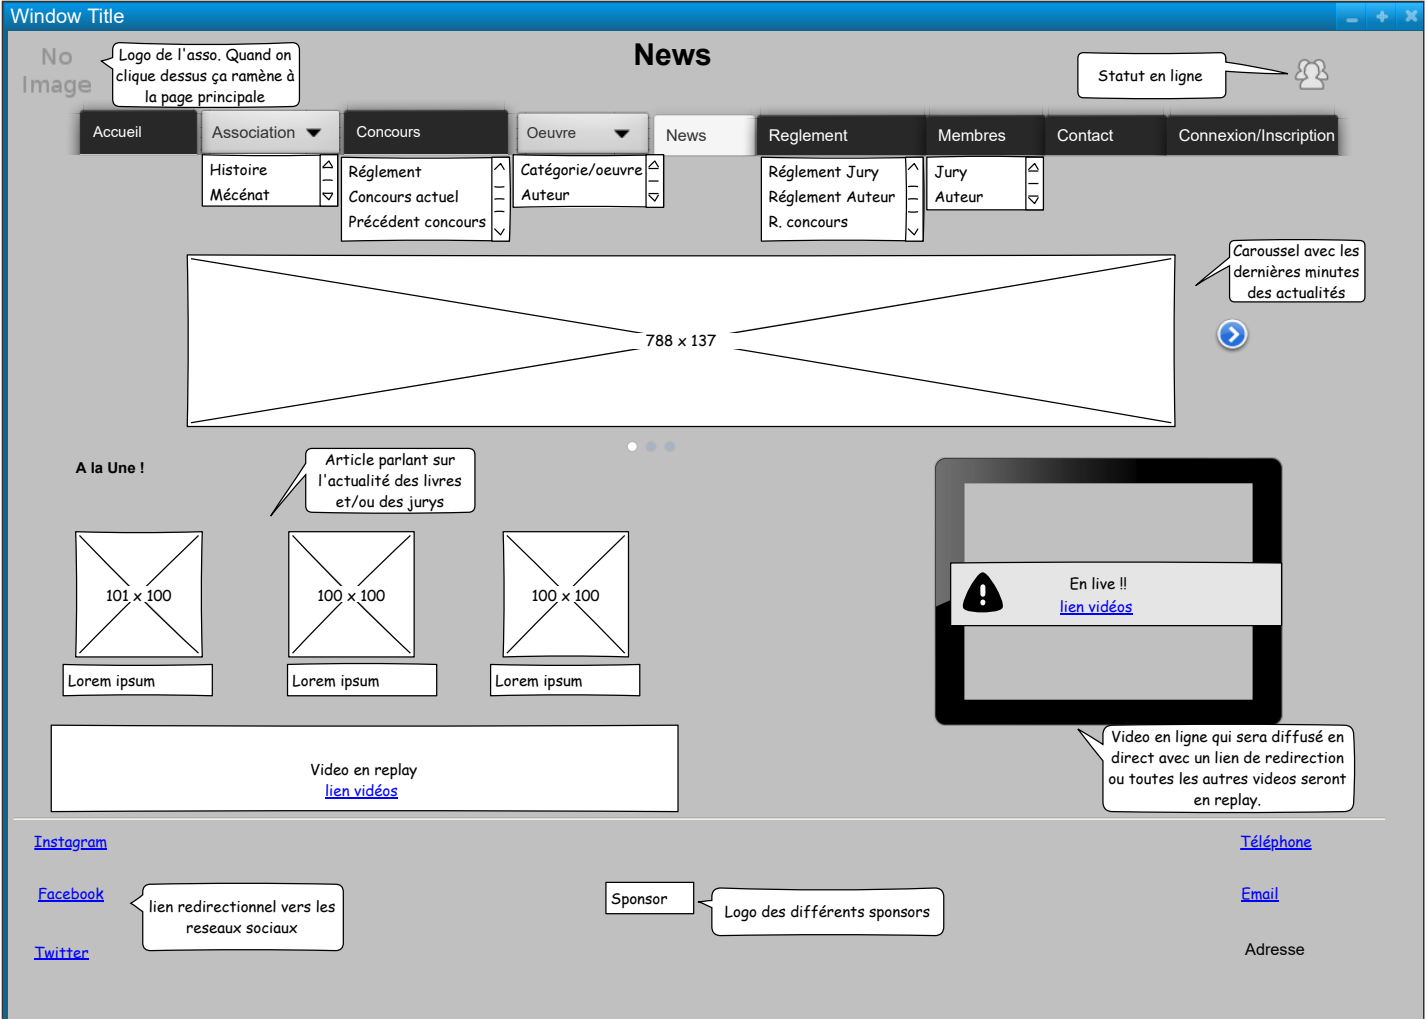 Window Title
No
Image
Logo de l'asso. Quand on
clique dessus ça ramène à
la page principale
News
Statut en ligne
Accueil
Association
Concours
Oeuvre
News
Reglement
Membres
Contact
Connexion/Inscription
Histoire
Mécénat
Réglement
Concours actuel
Précédent concours
Catégorie/oeuvre
Auteur
Réglement Jury
Réglement Auteur
R. concours
Jury
Auteur
Caroussel avec les
dernières minutes
des actualités
788 x 137
A la Une !
Article parlant sur
l'actualité des livres
et/ou des jurys
101 x 100
100 x 100
100 x 100
Lorem ipsum
Lorem ipsum
Lorem ipsum
En live !!
lien vidéos
Video en replay
lien vidéos
Video en ligne qui sera diffusé en
direct avec un lien de redirection
ou toutes les autres videos seront
en replay.
Instagram
Facebook
Twitter
lien redirectionnel vers les
reseaux sociaux
Sponsor
Logo des différents sponsors
Téléphone
Email
Adresse